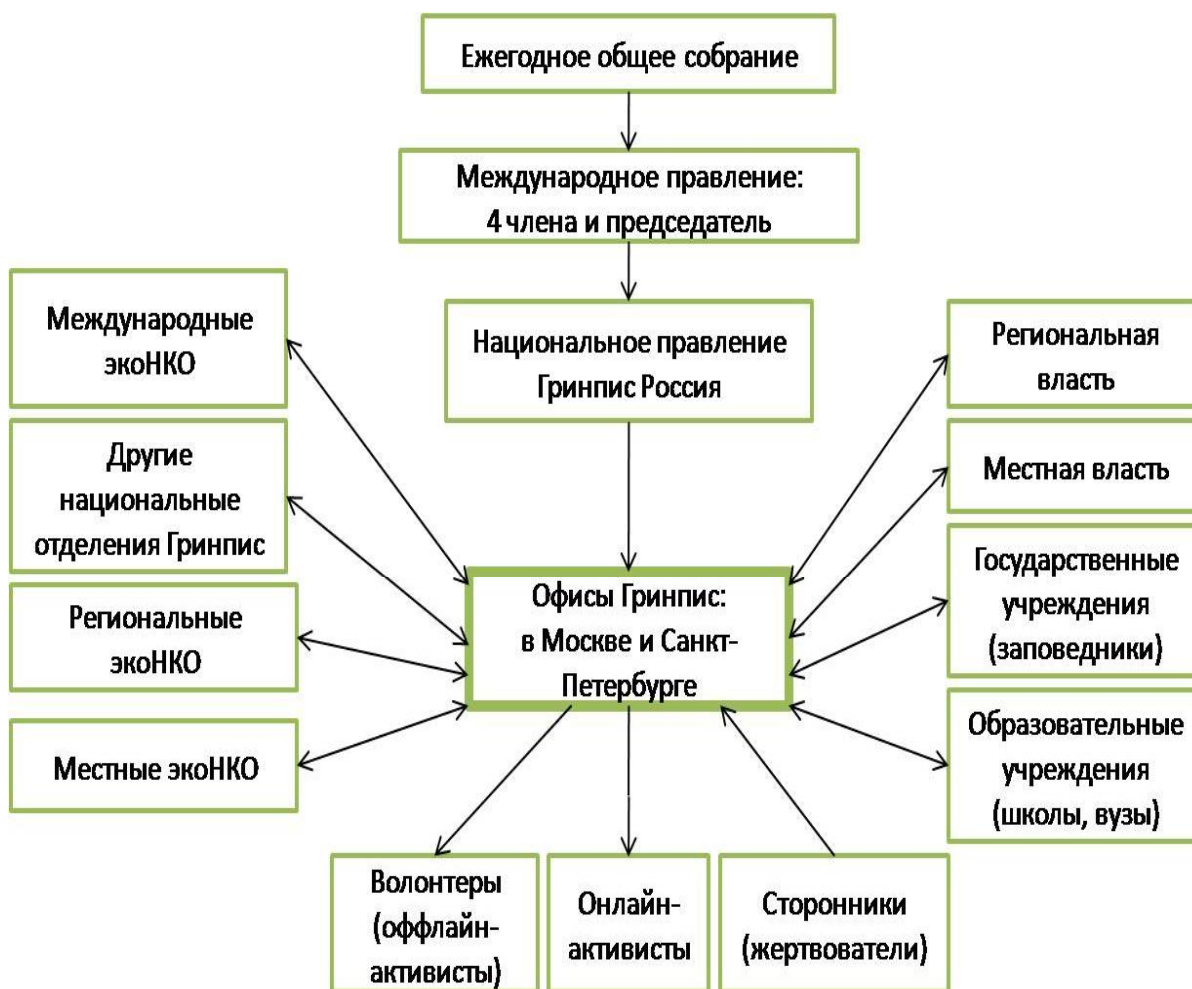 Ежегодное общее собрание
Международное правление:
4 члена и председатель
Национальное правление
Гринпис Россия
Международные
экоНКО
Другие
национальные
отделения Гринпис
Региональные
экоНКО
Местные экоНКО
Офисы Гринпис:
в Москве и Санкт-
Петербурге
Региональная
власть
Местная власть
Государственные
учреждения
(заповедники)
Образовательные
учреждения
(школы, вузы)
Волонтеры
(оффлайн-
активисты)
Онлайн-
активисты
Сторонники
(жертвователи)